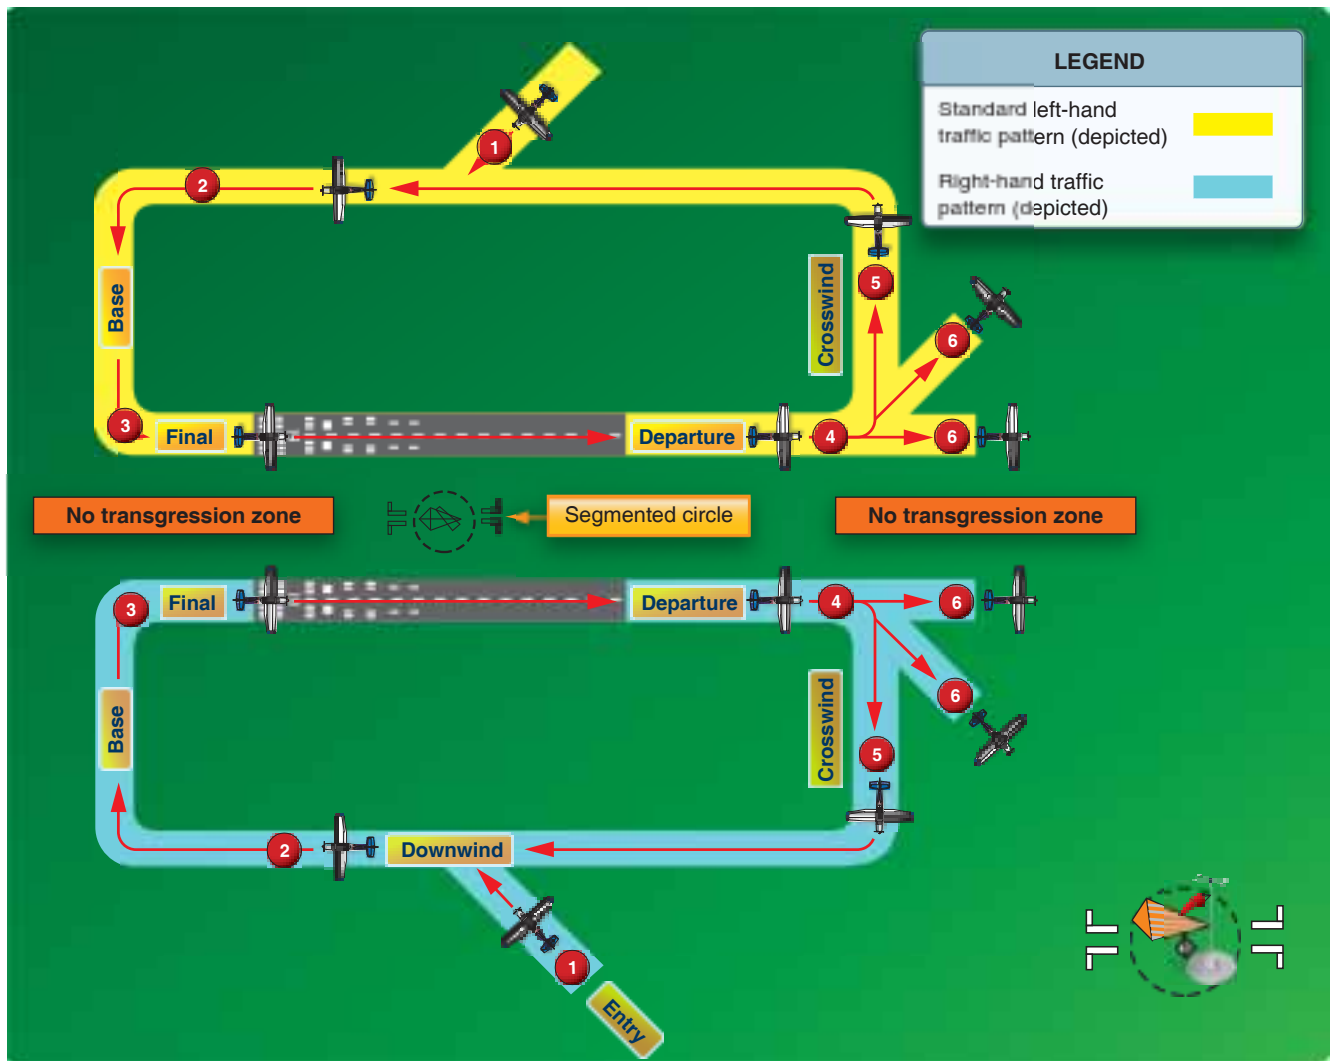 LEGEND
Standard left-hand
traffic pattern (depicted)
Right-hand traffic
pattern (depicted)
1
2
5
Base
Crosswind
6
3
Final
Departure
4
6
No transgression zone
Segmented circle
No transgression zone
3
Final
Departure
4
6
Base
Crosswind
6
5
2
Downwind
1
Entry